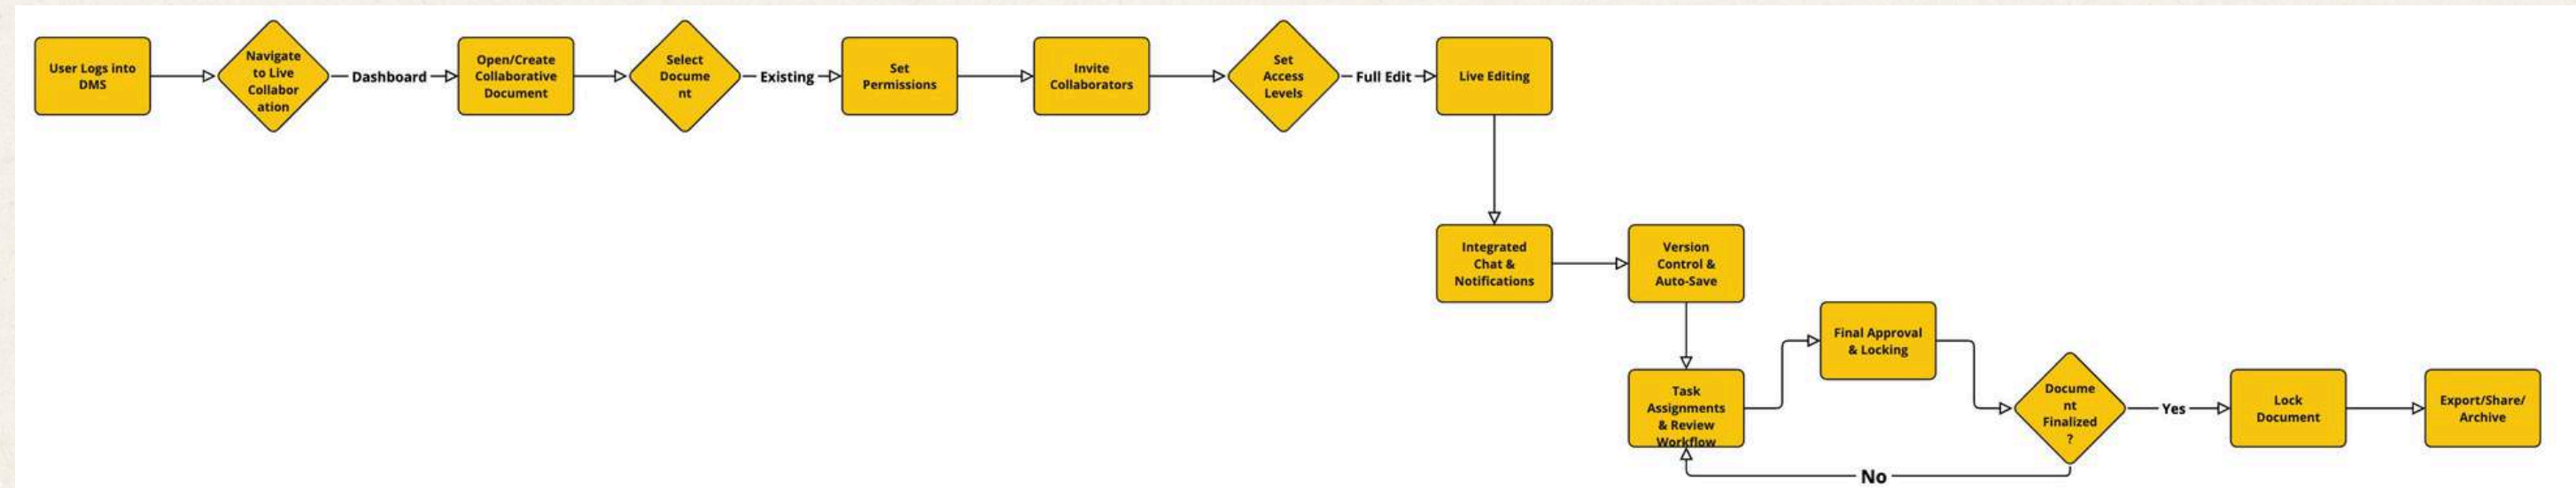 User Logs into
DMS
Navigate
to Live
Collabor
ation
Dashboard
Open/Create
Collaborative
Document
Select
Docume
nt
Existing
Set
Permissions
Invite
Collaborators
Set
Access
Levels
Full Edit
Live Editing
Integrated
Chat &
Notifications
Version
Control &
Auto-Save
Task
Assignments
& Review
Workflow
Final Approval
& Locking
Docume
nt
Finalized
?
Yes
Lock
Document
Export/Share/
Archive
No